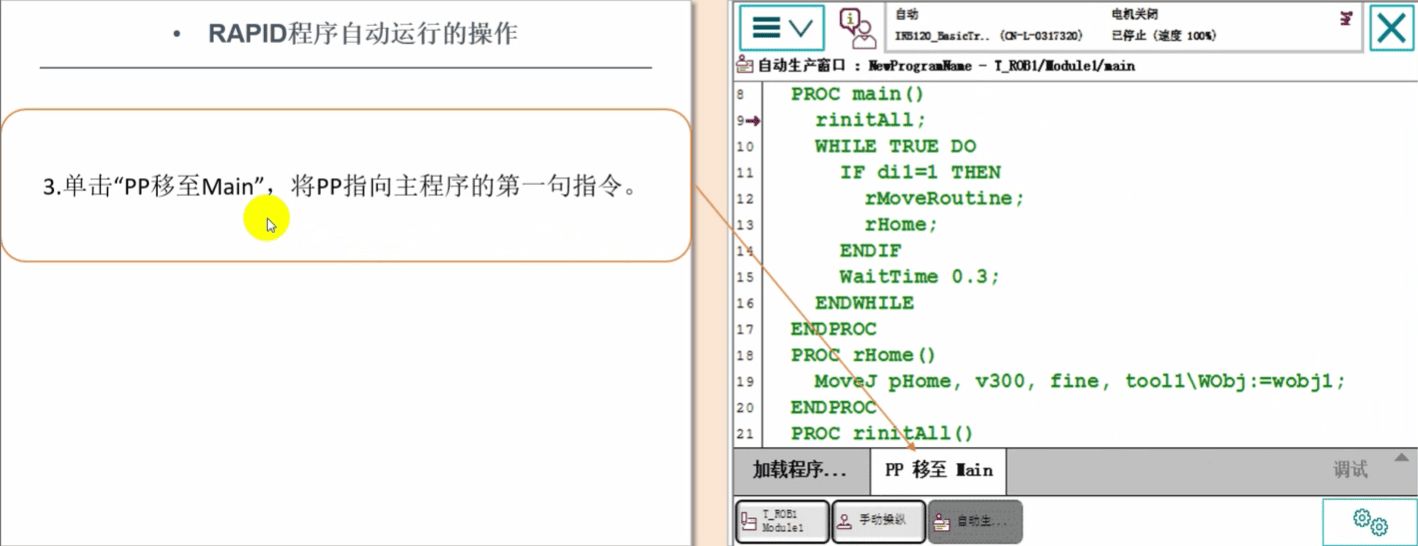 • RAPID程序自动运行的操作
3.单击“PP移至Main”，将PP指向主程序的第一句指令。
自动
电机关闭
IRB120_BasicTr.. (CN-L-0317320)
已停止 (速度 100%)
自动生产窗口 : NewProgramName - T_ROB1/Module1/main
8 PROC main()
9 rinitAll;
10 WHILE TRUE DO
11 IF di1=1 THEN
12 rMoveRoutine;
13 rHome;
14 ENDIF
15 WaitTime 0.3;
16 ENDWHILE
17 ENDPROC
18 PROC rHome()
19 MoveJ pHome, v300, fine, tool1\WObj:=wobj1;
20 ENDPROC
21 PROC rinitAll()
加载程序...
PP 移至 Main
调试
T_ROB1
Module1
手动操纵
自动生...